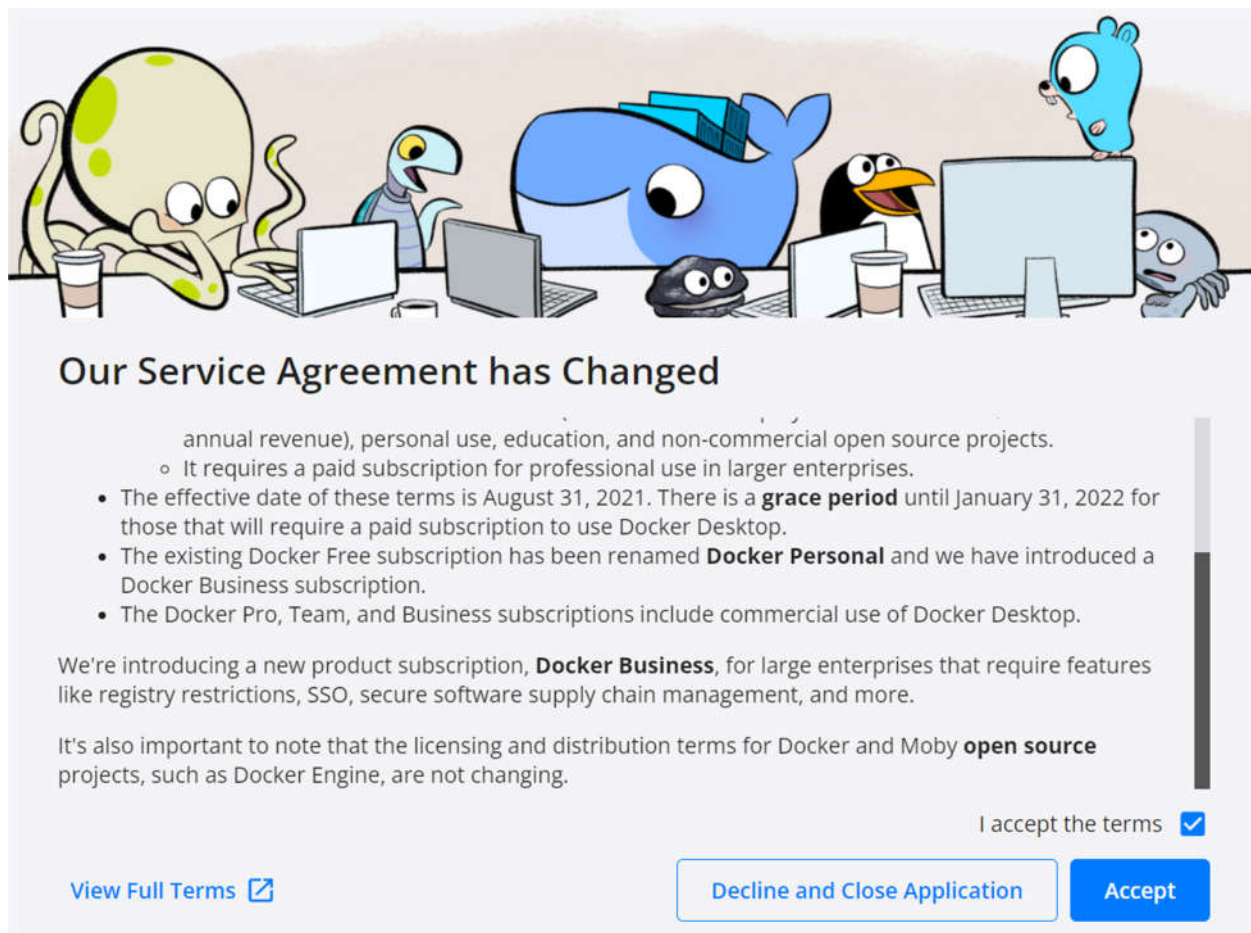 Our Service Agreement has Changed
annual revenue), personal use, education, and non-commercial open source projects.
It requires a paid subscription for professional use in larger enterprises.
The effective date of these terms is August 31, 2021. There is a grace period until January 31, 2022 for
those that will require a paid subscription to use Docker Desktop.
The existing Docker Free subscription has been renamed Docker Personal and we have introduced a
Docker Business subscription.
The Docker Pro, Team, and Business subscriptions include commercial use of Docker Desktop.
We're introducing a new product subscription, Docker Business, for large enterprises that require features
like registry restrictions, SSO, secure software supply chain management, and more.
It's also important to note that the licensing and distribution terms for Docker and Moby open source
projects, such as Docker Engine, are not changing.
I accept the terms
View Full Terms
Decline and Close Application
Accept